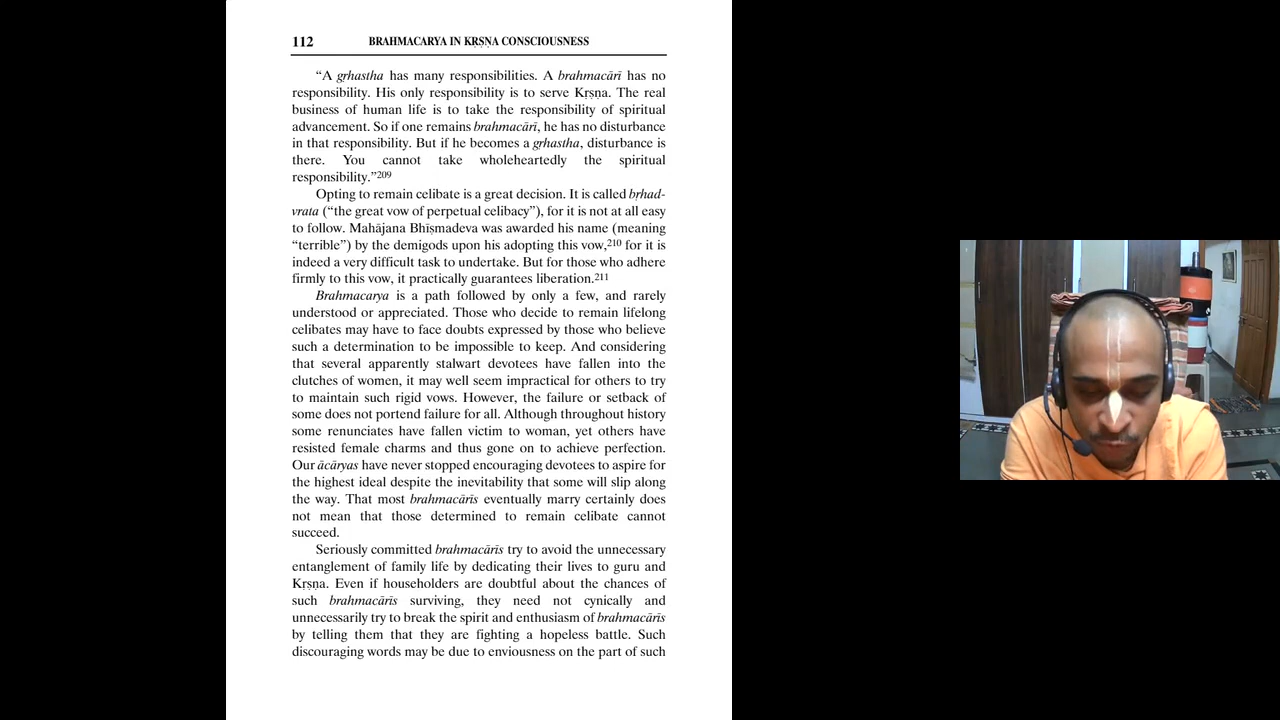 112 BRAHMACARYA IN KṚṢṆA CONSCIOUSNESS
“A gṛhastha has many responsibilities. A brahmacārī has no
responsibility. His only responsibility is to serve Kṛṣṇa. The real
business of human life is to take the responsibility of spiritual
advancement. So if one remains brahmacārī, he has no disturbance
in that responsibility. But if he becomes a gṛhastha, disturbance is
there. You cannot take wholeheartedly the spiritual
responsibility.”209
Opting to remain celibate is a great decision. It is called bṛhad-
vrata (“the great vow of perpetual celibacy”), for it is not at all easy
to follow. Mahājana Bhīṣmadeva was awarded his name (meaning
“terrible”) by the demigods upon his adopting this vow,210 for it is
indeed a very difficult task to undertake. But for those who adhere
firmly to this vow, it practically guarantees liberation.211
Brahmacarya is a path followed by only a few, and rarely
understood or appreciated. Those who decide to remain lifelong
celibates may have to face doubts expressed by those who believe
such a determination to be impossible to keep. And considering
that several apparently stalwart devotees have fallen into the
clutches of women, it may well seem impractical for others to try
to maintain such rigid vows. However, the failure or setback of
some does not portend failure for all. Although throughout history
some renunciates have fallen victim to woman, yet others have
resisted female charms and thus gone on to achieve perfection.
Our ācāryas have never stopped encouraging devotees to aspire for
the highest ideal despite the inevitability that some will slip along
the way. That most brahmacārīs eventually marry certainly does
not mean that those determined to remain celibate cannot
succeed.
Seriously committed brahmacārīs try to avoid the unnecessary
entanglement of family life by dedicating their lives to guru and
Kṛṣṇa. Even if householders are doubtful about the chances of
such brahmacārīs surviving, they need not cynically and
unnecessarily try to break the spirit and enthusiasm of brahmacārīs
by telling them that they are fighting a hopeless battle. Such
discouraging words may be due to enviousness on the part of such